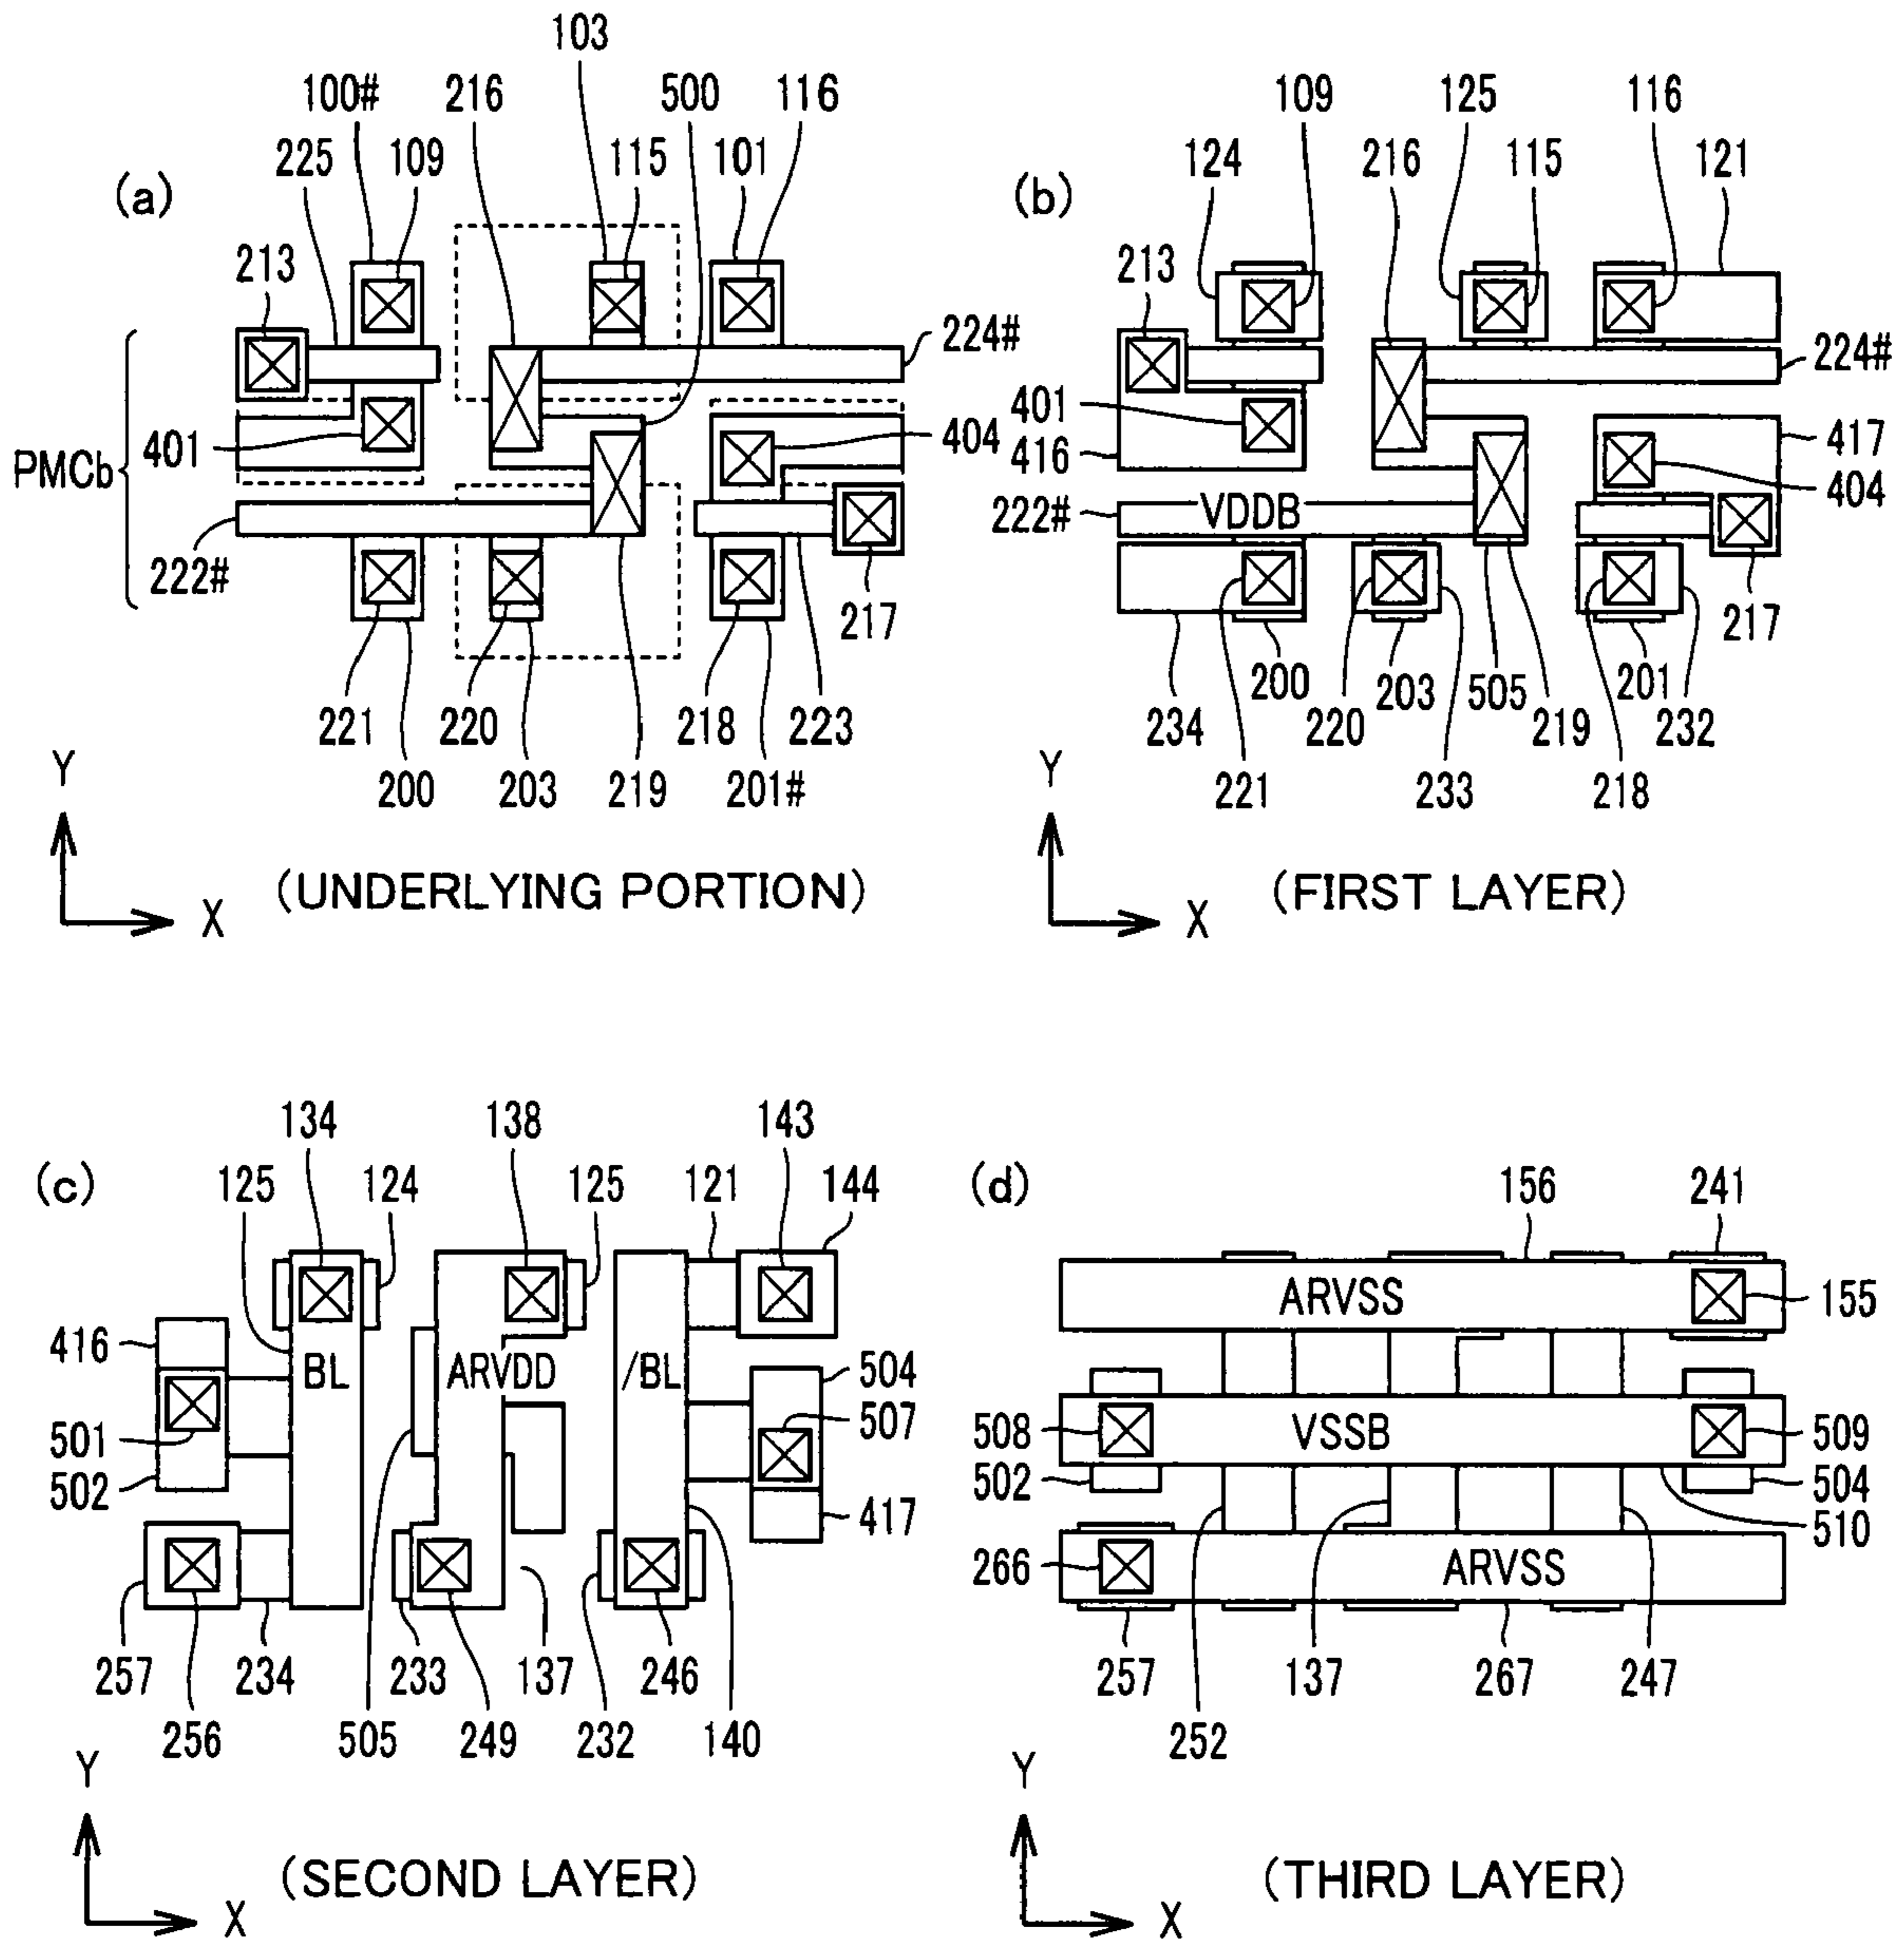 103
100# 216 500 116
225 109 115 101
(a)
213
224#
401 404
PMCb
222#
217
221 220 218 223
200 203 219 201#
Y
X
(UNDERLYING PORTION)
109 125 116
124 216 115 121
(b)
213
224#
401
416 417
404
222# VDDB
217
200 203 505 201
234 220 219 232
221 233 218
Y
X
(FIRST LAYER)
134 138 143
(c)
125 124 125 121 144
416 BL ARVDD /BL 504
501 507
502
417
257 234 233 137 246
256 505 249 232 140
Y
X
(SECOND LAYER)
(d)
156 241
ARVSS 155
508 VSSB 509
502 504
510
266 ARVSS
257 137 267 247
252
Y
X
(THIRD LAYER)